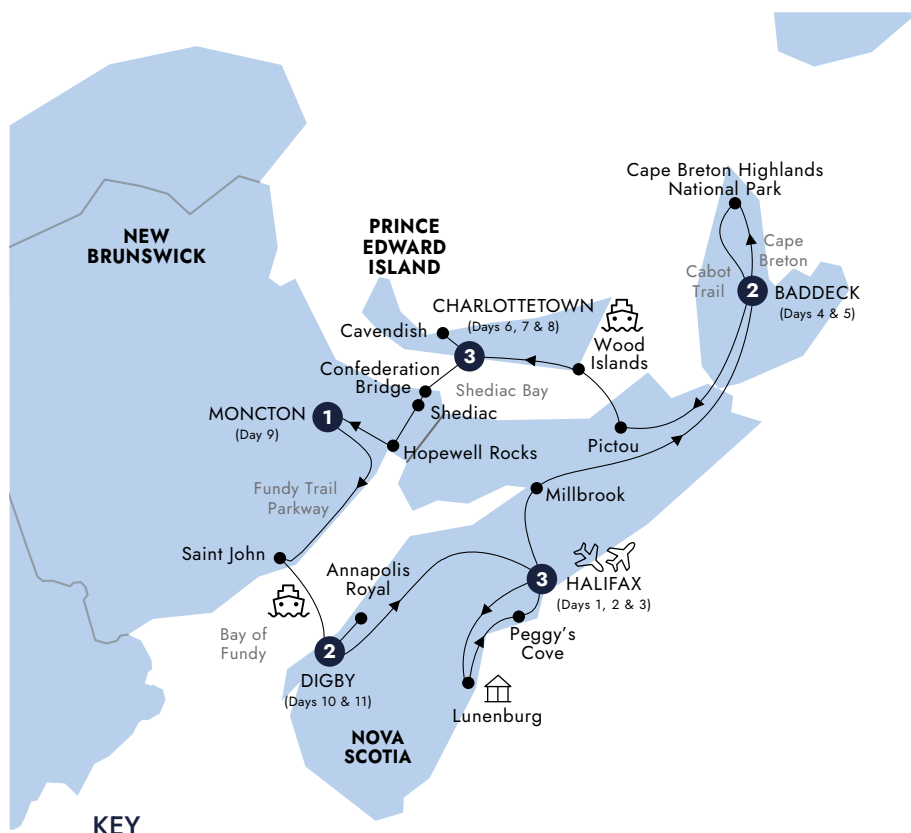 Cape Breton Highlands
National Park
NEW
BRUNSWICK
PRINCE
EDWARD
ISLAND
Cape
Breton
Cabot
Trail
2
BADDECK
(Days 4 & 5)
CHARLOTTETOWN
(Days 6, 7 & 8)
Cavendish
3
Wood
Islands
Confederation
Bridge
Shediac Bay
Shediac
MONCTON
(Day 9)
1
Pictou
Hopewell Rocks
Fundy Trail
Parkway
Millbrook
Saint John
Annapolis
Royal
3
HALIFAX
(Days 1, 2 & 3)
Bay of
Fundy
Peggy's
Cove
2
DIGBY
(Days 10 & 11)
Lunenburg
NOVA
SCOTIA
KEY